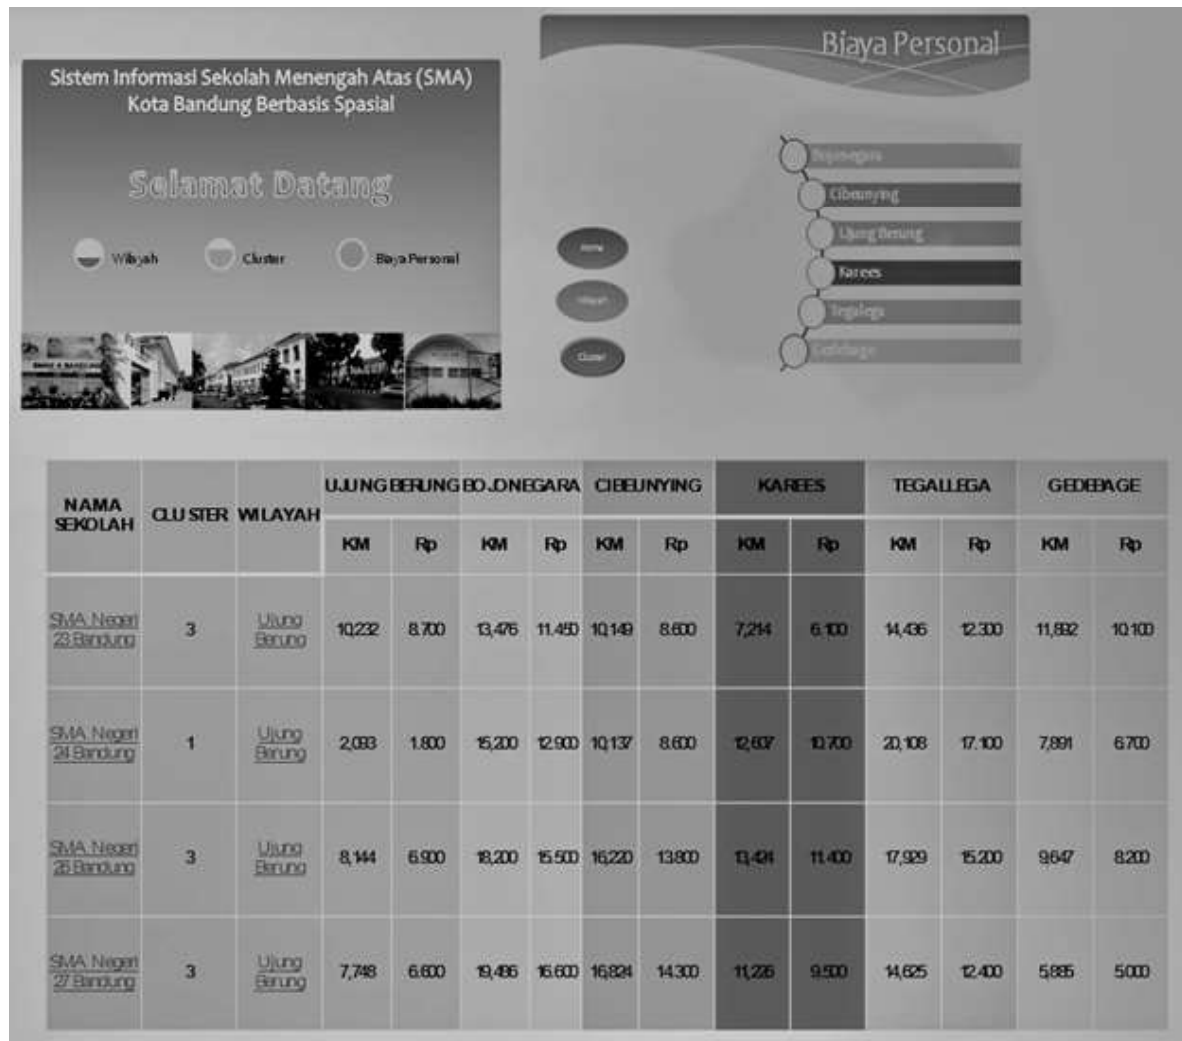 Sistem Informasi Sekolah Menengah Atas (SMA)
Kota Bandung Berbasis Spasial
Selamat Datang
Wilayah Cluster Biaya Personal
Biaya Personal
Bojonegara
Cibeunying
Ujung Berung
Karees
Tegalega
Gedebage
Home
Wilayah
Cluster
NAMA SEKOLAH CLUSTER WILAYAH UJUNG BERUNG BOJONEGARA CIBEUNYING KAREES TEGALLEGA GEDEBAGE
KM Rp KM Rp KM Rp KM Rp KM Rp KM Rp
SMA Negeri 23 Bandung 3 Ujung Berung 10,232 8.700 13,476 11.450 10,149 8.600 7,214 6.100 14,436 12.300 11,892 10.100
SMA Negeri 24 Bandung 1 Ujung Berung 2,093 1.800 15,200 12.900 10,137 8.600 12,607 10.700 20,108 17.100 7,891 6.700
SMA Negeri 26 Bandung 3 Ujung Berung 8,144 6.900 18,200 15.500 16,220 13.800 13,424 11.400 17,929 15.200 9,647 8.200
SMA Negeri 27 Bandung 3 Ujung Berung 7,748 6.600 19,486 16.600 16,824 14.300 11,226 9.500 14,625 12.400 5,885 5.000